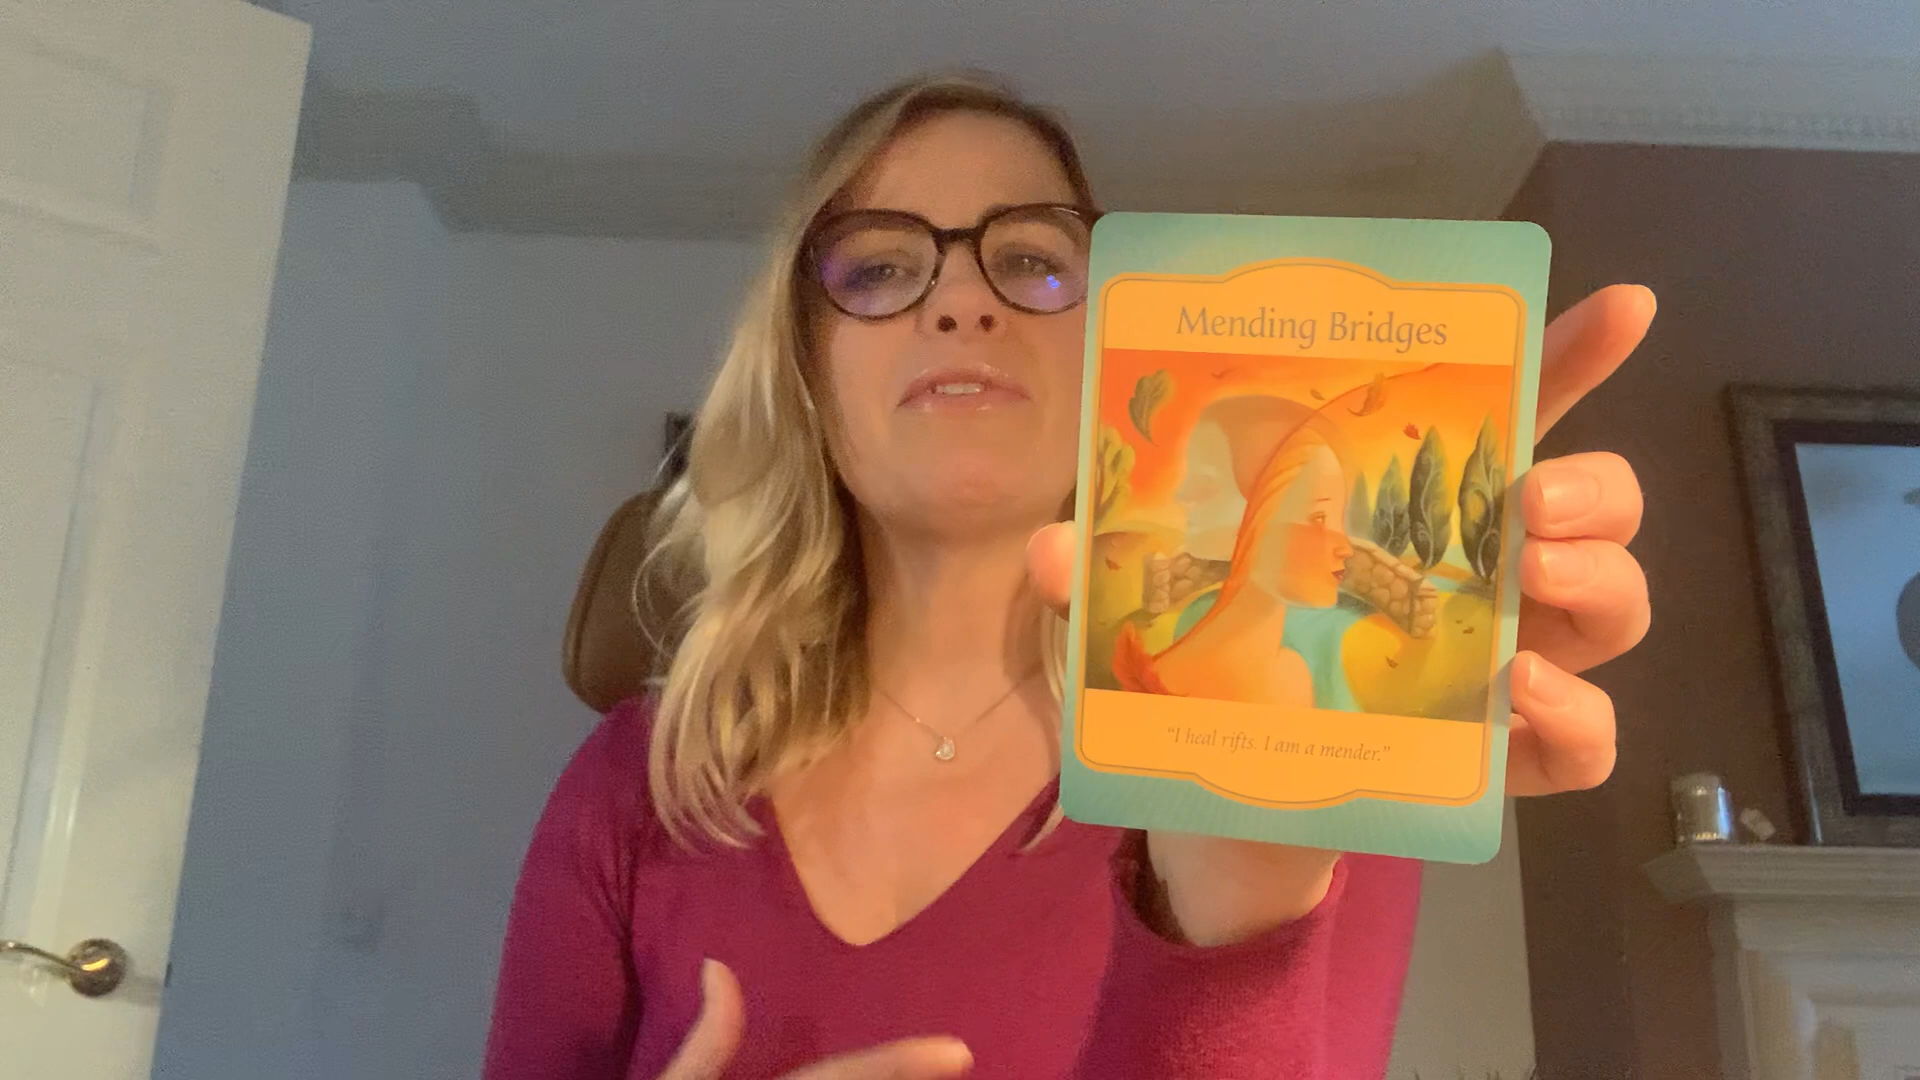 Mending Bridges
“I heal rifts. I am a mender.”